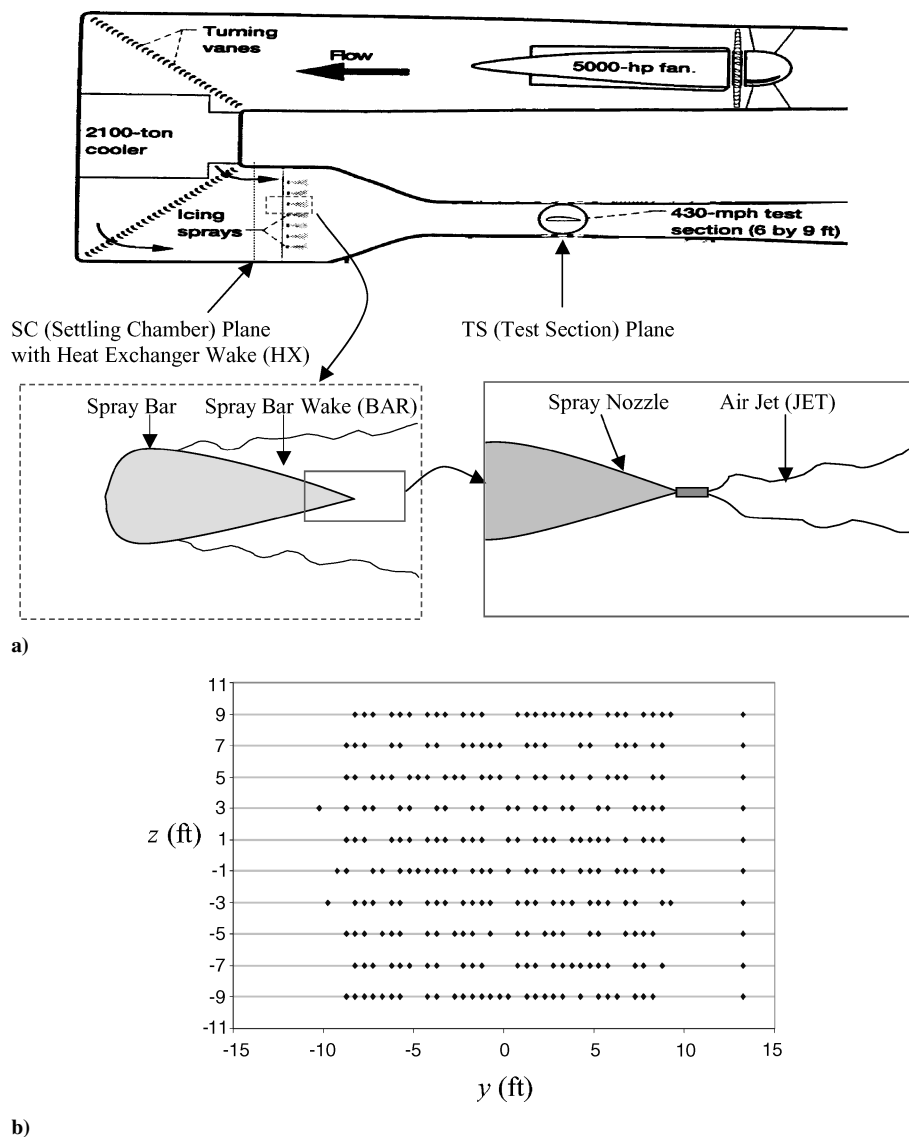 Turning
vanes
Flow
5000-hp fan.
2100-ton
cooler
Icing
sprays
430-mph test
section (6 by 9 ft)
SC (Settling Chamber) Plane
with Heat Exchanger Wake (HX)
TS (Test Section) Plane
Spray Bar
Spray Bar Wake (BAR)
Spray Nozzle
Air Jet (JET)
a)
11
9
7
5
3
1
-1
-3
-5
-7
-9
-11
z (ft)
-15
-10
-5
0
5
10
15
y (ft)
b)